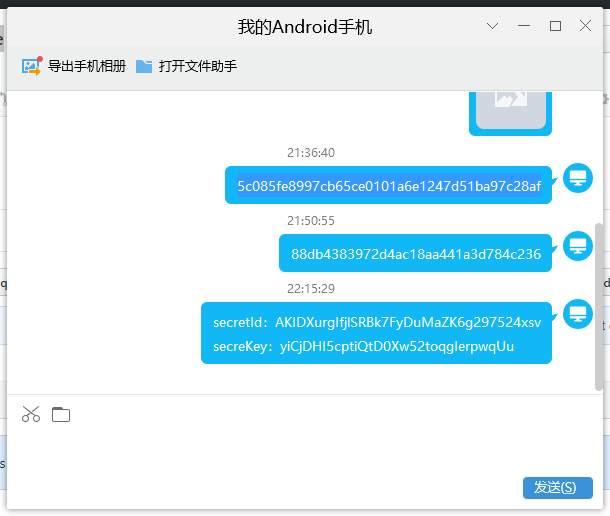 我的Android手机
导出手机相册 打开文件助手
21:36:40
5c085fe8997cb65ce0101a6e1247d51ba97c28af
21:50:55
88db4383972d4ac18aa441a3d784c236
22:15:29
secretId：AKIDXurglfjlSRBk7FyDuMaZK6g297524xsv
secreKey：yiCjDHI5cptiQtD0Xw52toqglerpwqUu
发送(S)